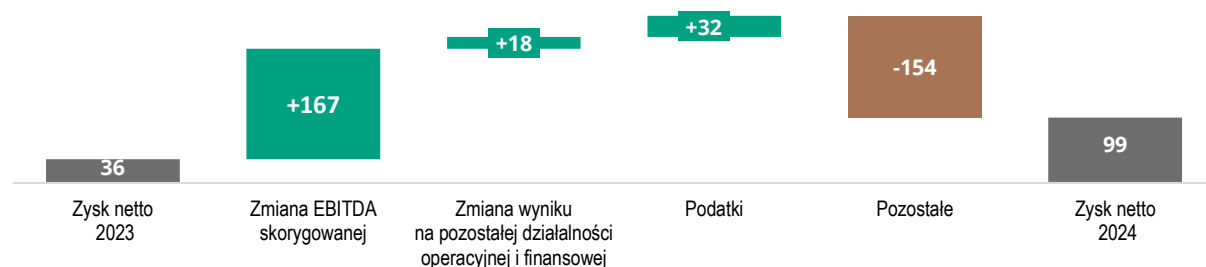 +32
+18
-154
+167
99
36
Zysk netto
2023
Zmiana EBITDA
skorygowanej
Zmiana wyniku
na pozostałej działalności
operacyjnej i finansowej
Podatki
Pozostałe
Zysk netto
2024